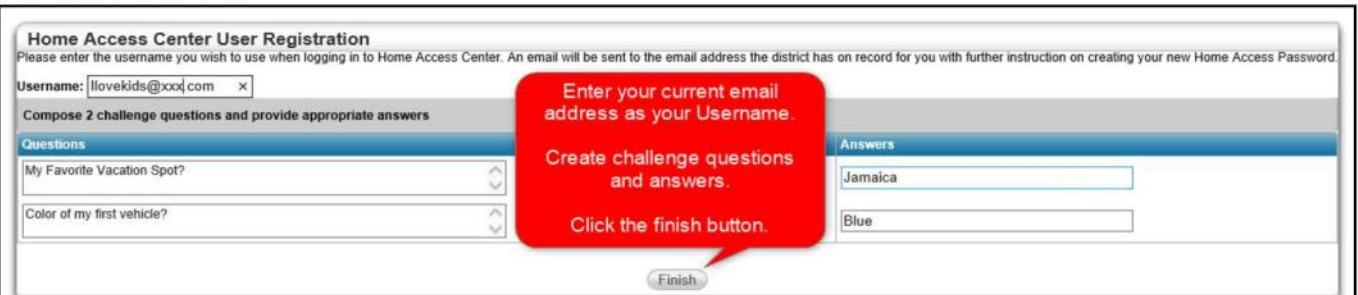 Home Access Center User Registration
Please enter the username you wish to use when logging in to Home Access Center. An email will be sent to the email address the district has on record for you with further instruction on creating your new Home Access Password.
Username: Ilovekids@xxx.com ×
Compose 2 challenge questions and provide appropriate answers
Questions
Answers
My Favorite Vacation Spot?
Jamaica
Color of my first vehicle?
Blue
Enter your current email
address as your Username.
Create challenge questions
and answers.
Click the finish button.
Finish